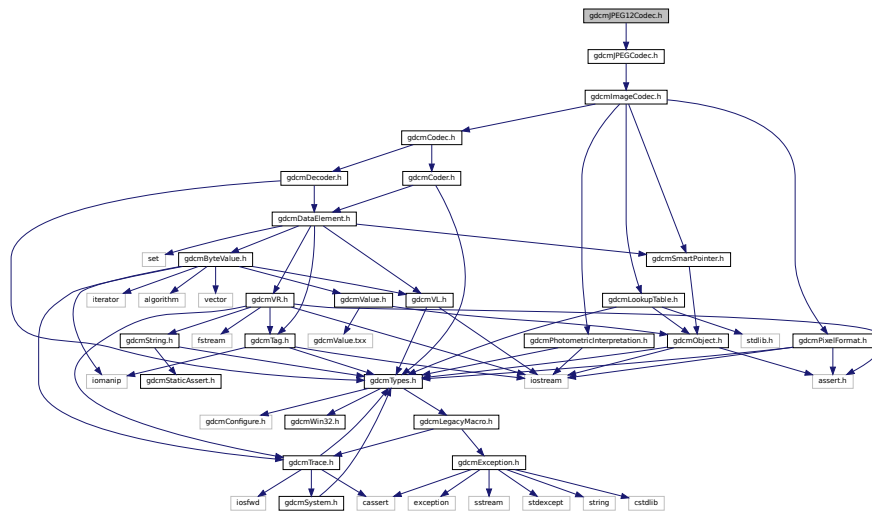 gdcmJPEG12Codec.h
gdcmJPEGCodec.h
gdcmImageCodec.h
gdcmCodec.h
gdcmDecoder.h
gdcmCoder.h
gdcmDataElement.h
set
gdcmByteValue.h
gdcmSmartPointer.h
iterator
algorithm
vector
gdcmVR.h
gdcmValue.h
gdcmVL.h
gdcmLookupTable.h
gdcmString.h
fstream
gdcmTag.h
gdcmValue.txx
gdcmPhotometricInterpretation.h
gdcmObject.h
stdlib.h
gdcmPixelFormat.h
iomanip
gdcmStaticAssert.h
gdcmTypes.h
iostream
assert.h
gdcmConfigure.h
gdcmWin32.h
gdcmLegacyMacro.h
gdcmTrace.h
gdcmException.h
iosfwd
gdcmSystem.h
cassert
exception
sstream
stdexcept
string
cstdlib